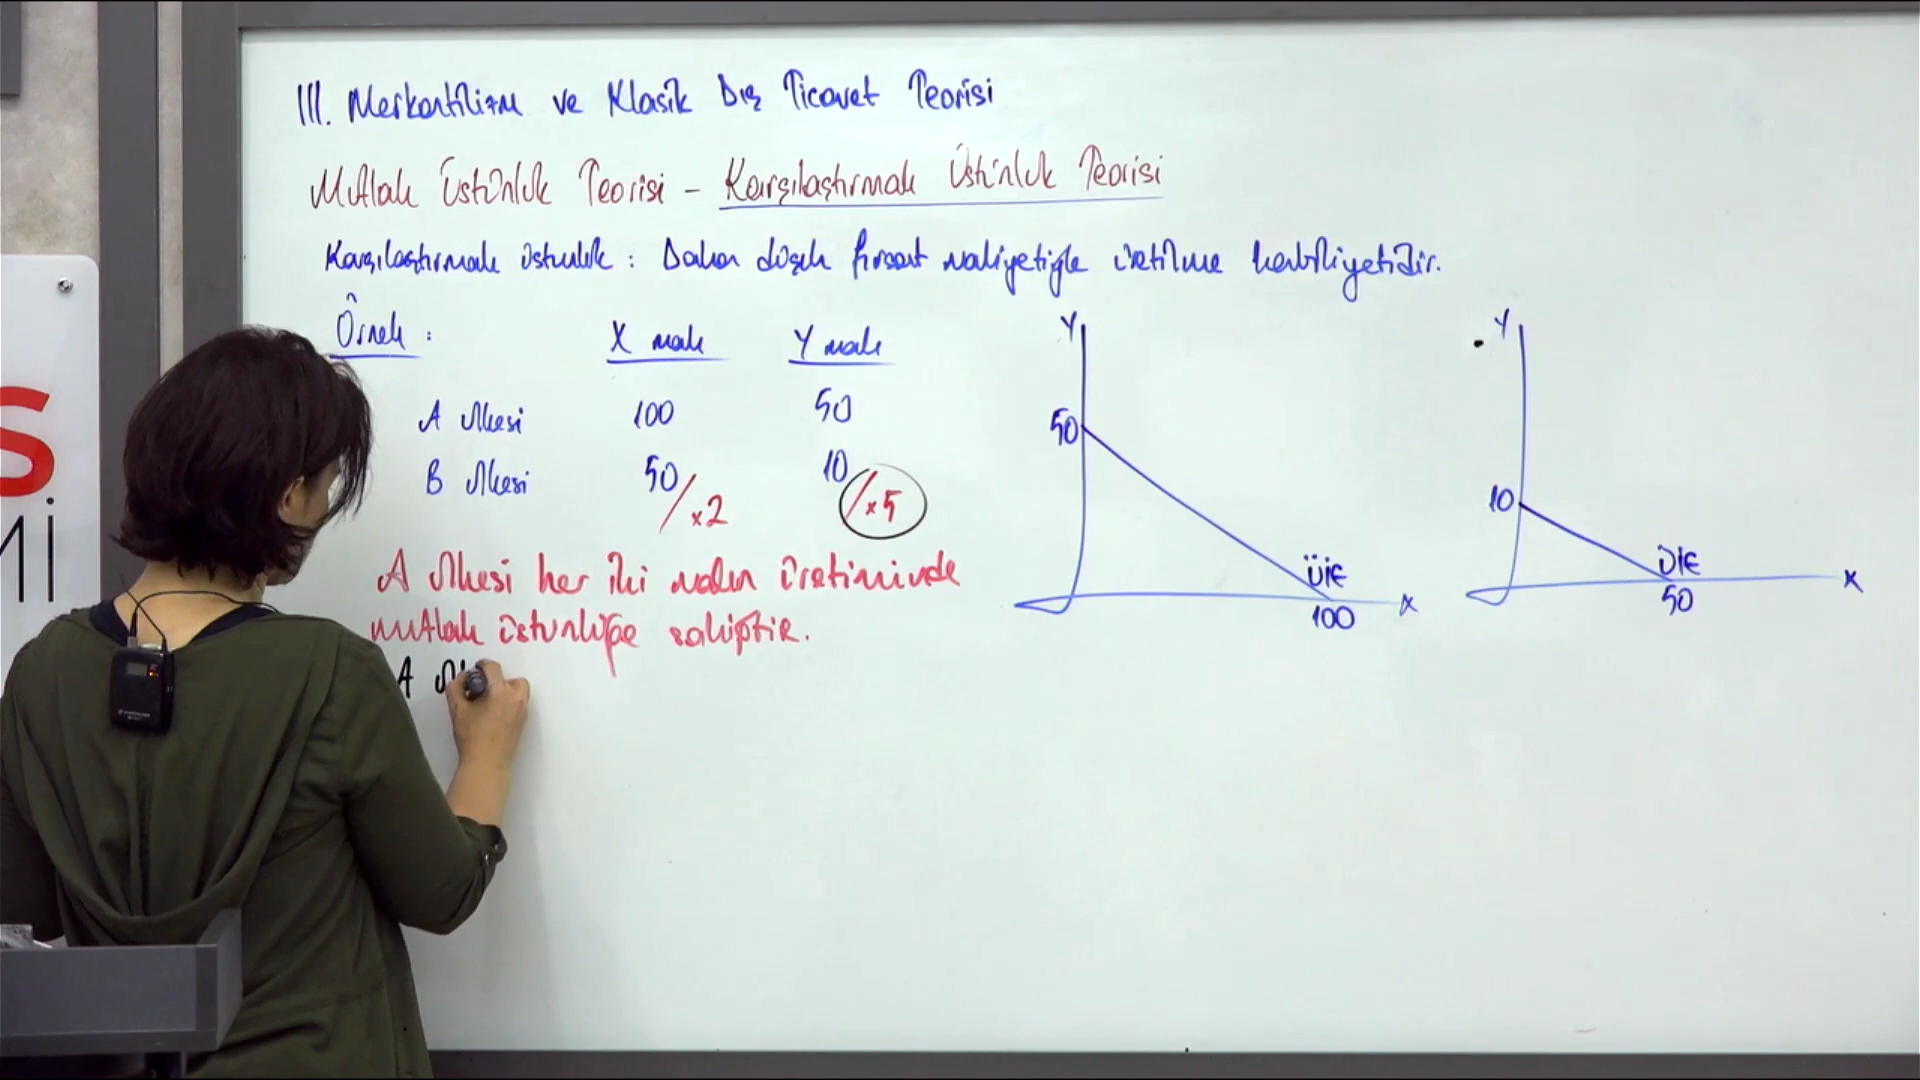 III. Merkantilizm ve Klasik Dış Ticaret Teorisi
Mutlak Üstünlük Teorisi - Karşılaştırmalı Üstünlük Teorisi
Karşılaştırmalı üstünlük : Daha düşük fırsat maliyetiyle üretilme kabiliyetidir.
Örnek :
X malı
Y malı
A ülkesi 100 50
B ülkesi 50 /x2 10 /x5
A ülkesi her iki malın üretiminde
mutlak üstünlüğe sahiptir.
A ül
Y
50
ÜİE
100
X
Y
10
ÜİE
50
X
S
Mi